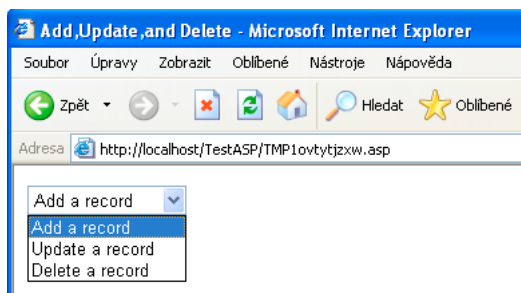 Add,Update,and Delete - Microsoft Internet Explorer
Soubor Úpravy Zobrazit Oblíbené Nástroje Nápověda
Zpět Hledat Oblíbené
Adresa http://localhost/TestASP/TMP1ovtytjzxw.asp
Add a record
Add a record
Update a record
Delete a record